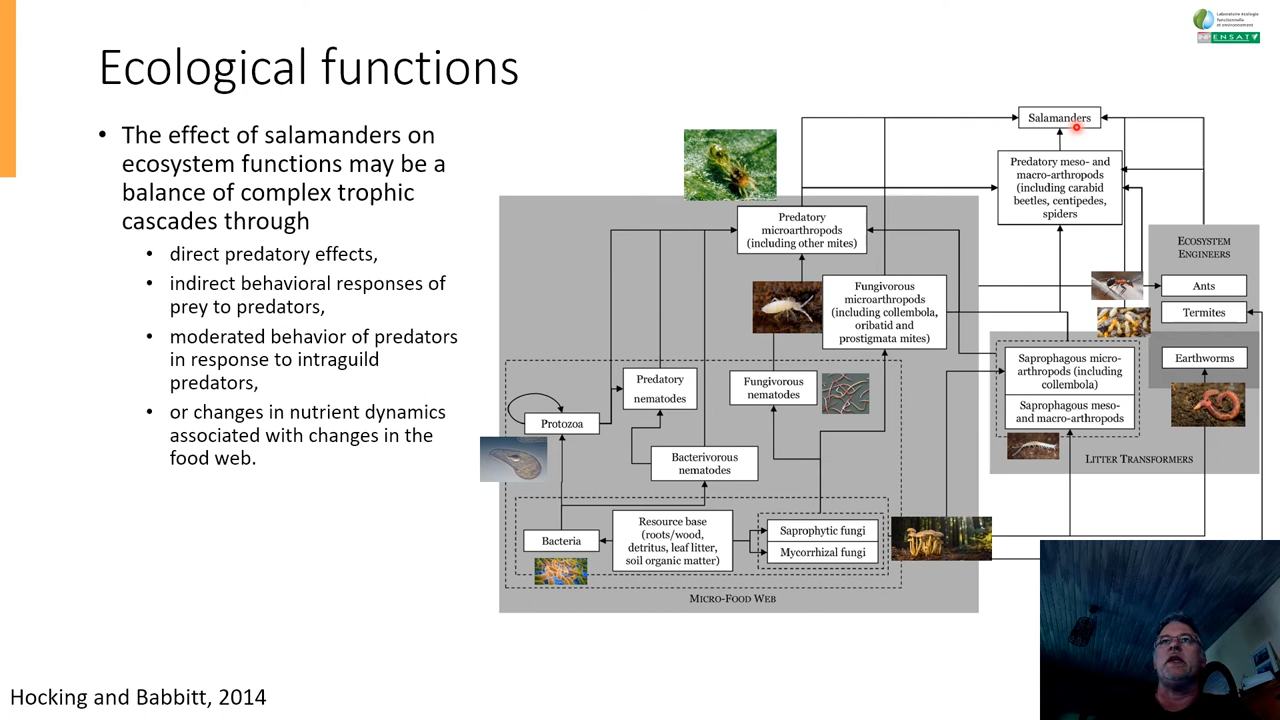 Laboratoire écologie
fonctionnelle
et environnement
ENSAT
Ecological functions
• The effect of salamanders on
ecosystem functions may be a
balance of complex trophic
cascades through
• direct predatory effects,
• indirect behavioral responses of
prey to predators,
• moderated behavior of predators
in response to intraguild
predators,
• or changes in nutrient dynamics
associated with changes in the
food web.
Salamanders
Predatory meso- and
macro-arthropods
(including carabid
beetles, centipedes,
spiders
Predatory
microarthropods
(including other mites)
ECOSYSTEM
ENGINEERS
Ants
Termites
Earthworms
Fungivorous
microarthropods
(including collembola,
oribatid and
prostigmata mites)
Saprophagous micro-
arthropods (including
collembola)
Saprophagous meso-
and macro-arthropods
LITTER TRANSFORMERS
Predatory
nematodes
Fungivorous
nematodes
Protozoa
Bacterivorous
nematodes
Bacteria
Resource base
(roots/wood,
detritus, leaf litter,
soil organic matter)
Saprophytic fungi
Mycorrhizal fungi
MICRO-FOOD WEB
Hocking and Babbitt, 2014